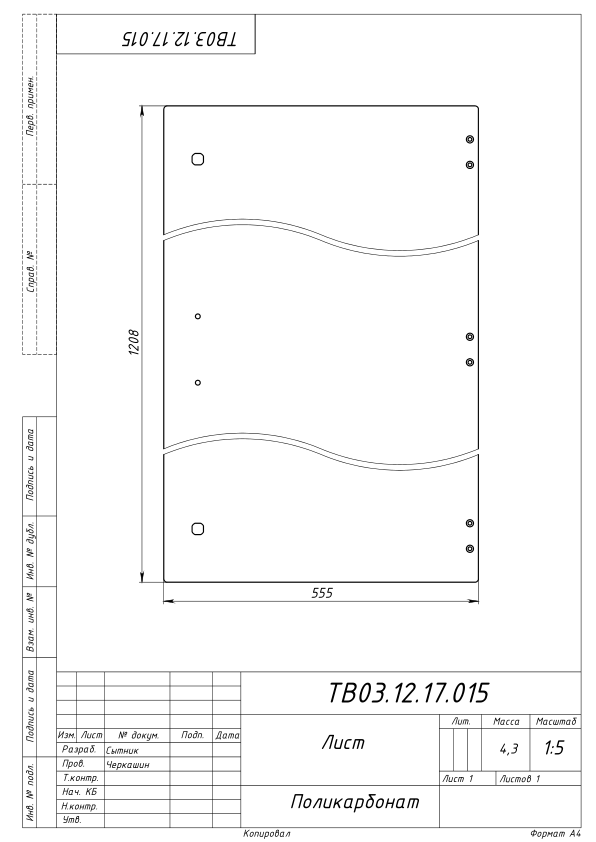 ТВ03.12.17.015
Перв. примен.
Справ. №
Подпись и дата
Инв. № дубл.
Взам. инв. №
Подпись и дата
Инв. № подл.
1208
555
ТВ03.12.17.015
Изм. Лист № докум. Подп. Дата
Разраб. Сытник
Пров. Черкашин
Т.контр.
Нач. КБ
Н.контр.
Утв.
Лист
Лит. Масса Масштаб
4,3 1:5
Лист 1 Листов 1
Поликарбонат
Копировал Формат А4